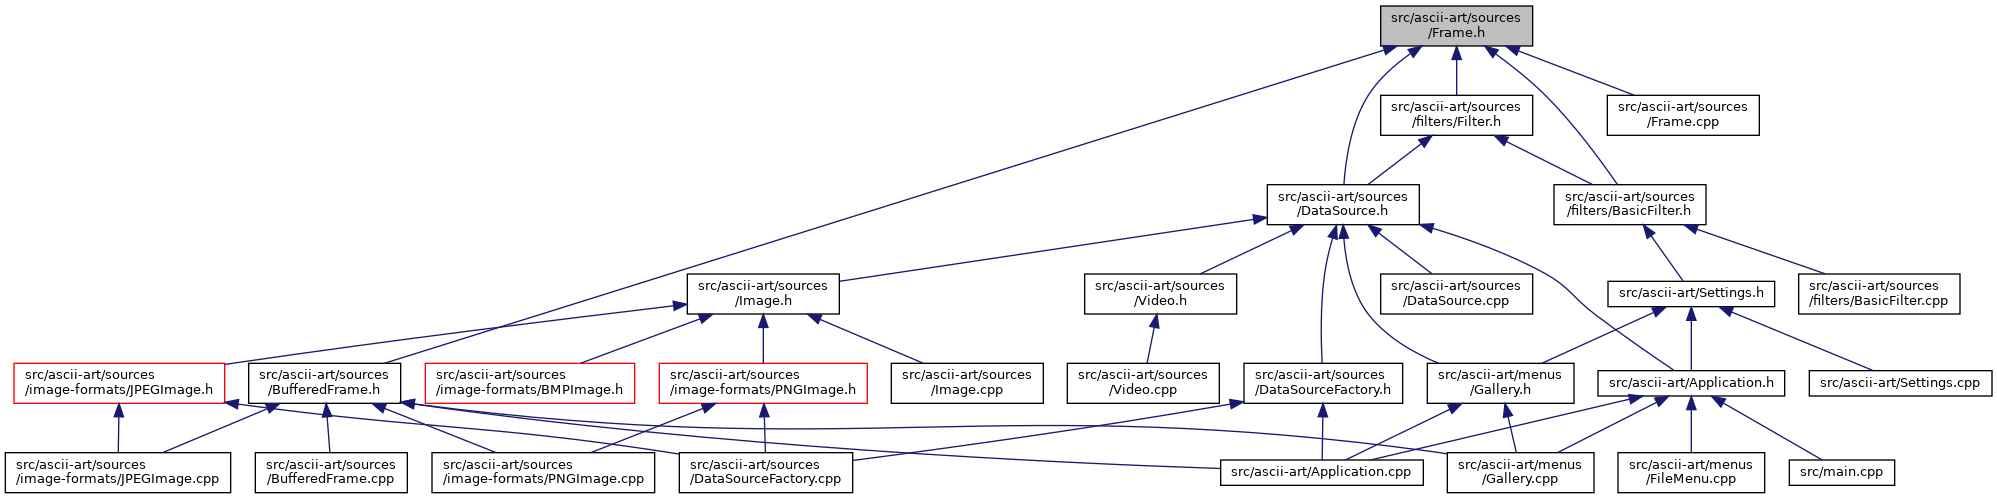 src/ascii-art/sources
/Frame.h
src/ascii-art/sources
/filters/Filter.h
src/ascii-art/sources
/Frame.cpp
src/ascii-art/sources
/DataSource.h
src/ascii-art/sources
/filters/BasicFilter.h
src/ascii-art/sources
/Image.h
src/ascii-art/sources
/Video.h
src/ascii-art/sources
/DataSource.cpp
src/ascii-art/Settings.h
src/ascii-art/sources
/filters/BasicFilter.cpp
src/ascii-art/sources
/image-formats/JPEGImage.h
src/ascii-art/sources
/BufferedFrame.h
src/ascii-art/sources
/image-formats/BMPImage.h
src/ascii-art/sources
/image-formats/PNGImage.h
src/ascii-art/sources
/Image.cpp
src/ascii-art/sources
/Video.cpp
src/ascii-art/sources
/DataSourceFactory.h
src/ascii-art/menus
/Gallery.h
src/ascii-art/Application.h
src/ascii-art/Settings.cpp
src/ascii-art/sources
/image-formats/JPEGImage.cpp
src/ascii-art/sources
/BufferedFrame.cpp
src/ascii-art/sources
/image-formats/PNGImage.cpp
src/ascii-art/sources
/DataSourceFactory.cpp
src/ascii-art/Application.cpp
src/ascii-art/menus
/Gallery.cpp
src/ascii-art/menus
/FileMenu.cpp
src/main.cpp